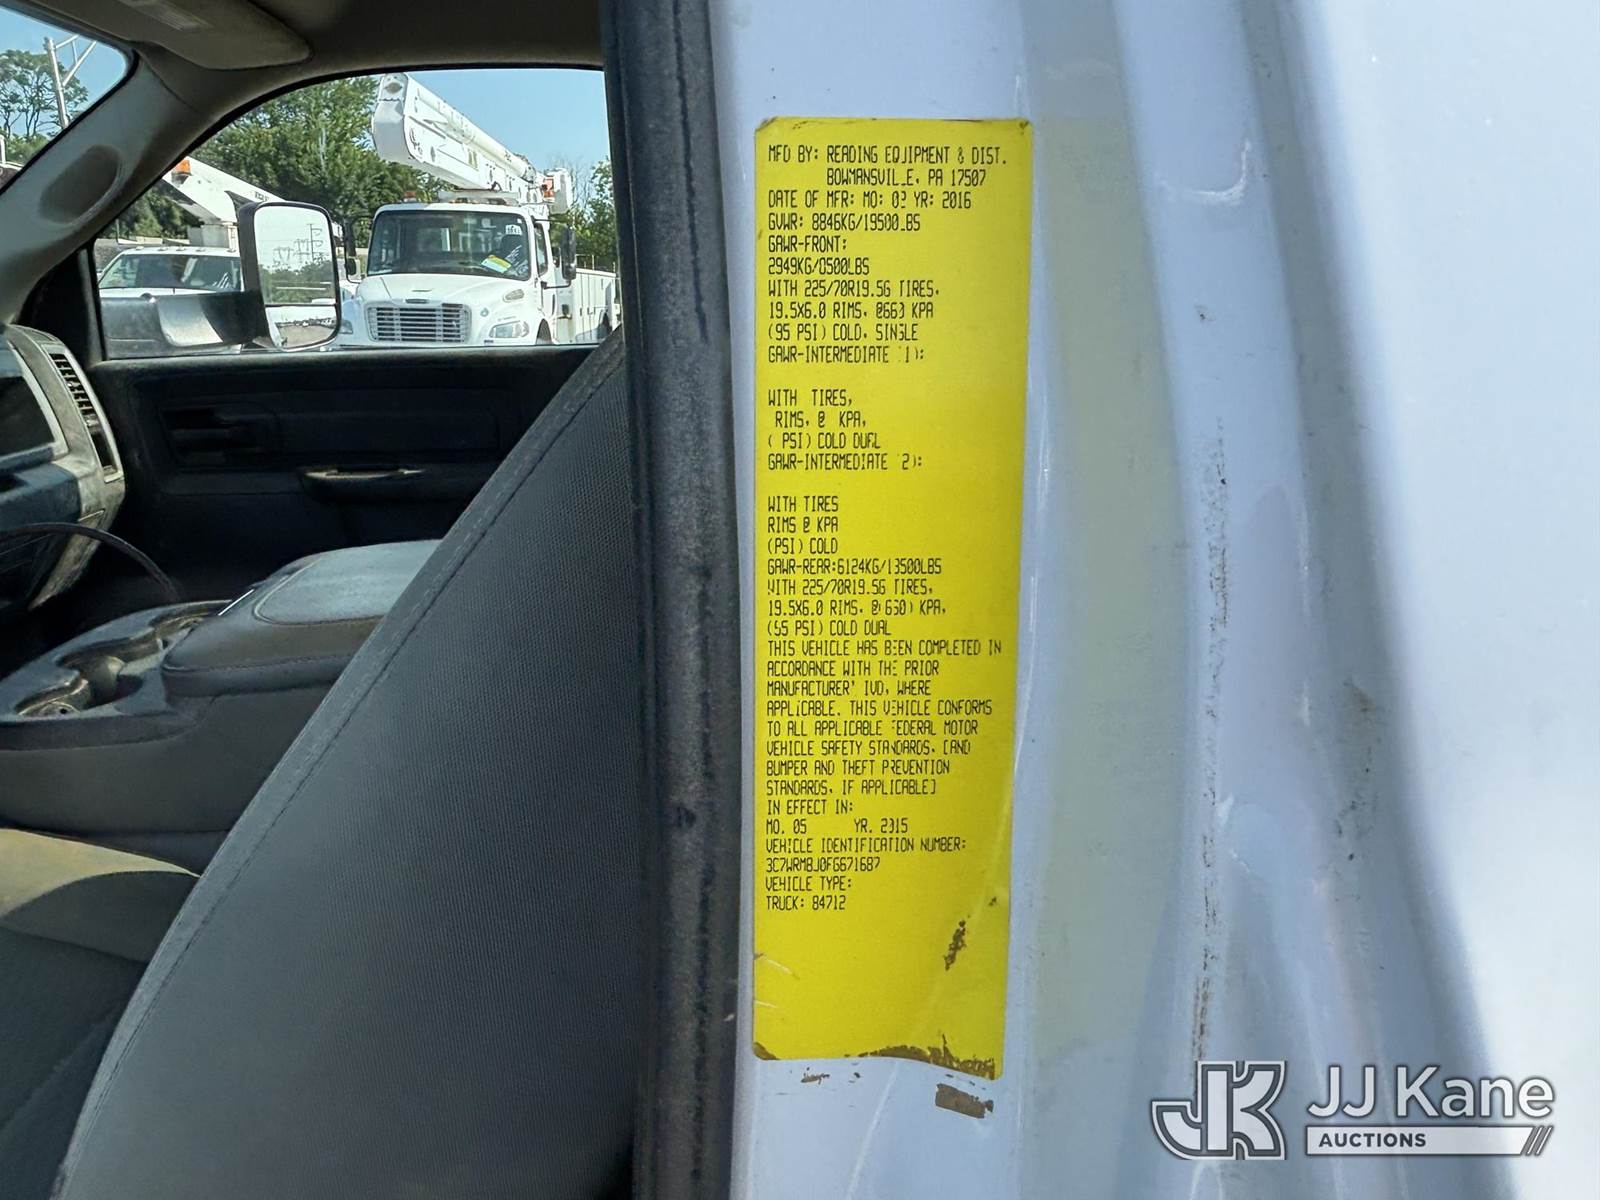 MFD BY: READING EQUIPMENT & DIST.
BOWMANSVILLE, PA 17507
DATE OF MFR: MO: 03 YR: 2016
GVWR: 8846KG/19500LBS
GAWR-FRONT:
2949KG/6500LBS
WITH 225/70R19.5G TIRES,
19.5X6.0 RIMS, @660 KPA
(95 PSI) COLD, SINGLE
GAWR-INTERMEDIATE (1):
WITH TIRES,
RIMS, @ KPA,
( PSI) COLD DUAL
GAWR-INTERMEDIATE (2):
WITH TIRES
RIMS @ KPA
(PSI) COLD
GAWR-REAR:6124KG/13500LBS
WITH 225/70R19.5G TIRES,
19.5X6.0 RIMS, KPA,
PSI) COLD DUAL
THIS VEHICLE HAS BEEN COMPLETED IN
ACCORDANCE WITH THE PRIOR
MANUFACTURER' IVD, WHERE
APPLICABLE. THIS VEHICLE CONFORMS
TO ALL APPLICABLE FEDERAL MOTOR
VEHICLE SAFETY STANDARDS, [AND
BUMPER AND THEFT PREVENTION
STANDARDS, IF APPLICABLE]
IN EFFECT IN:
MO. 05 YR. 2015
VEHICLE IDENTIFICATION NUMBER:
3C7WRMBJ0FG671687
VEHICLE TYPE:
TRUCK: 84712
JJ Kane
AUCTIONS